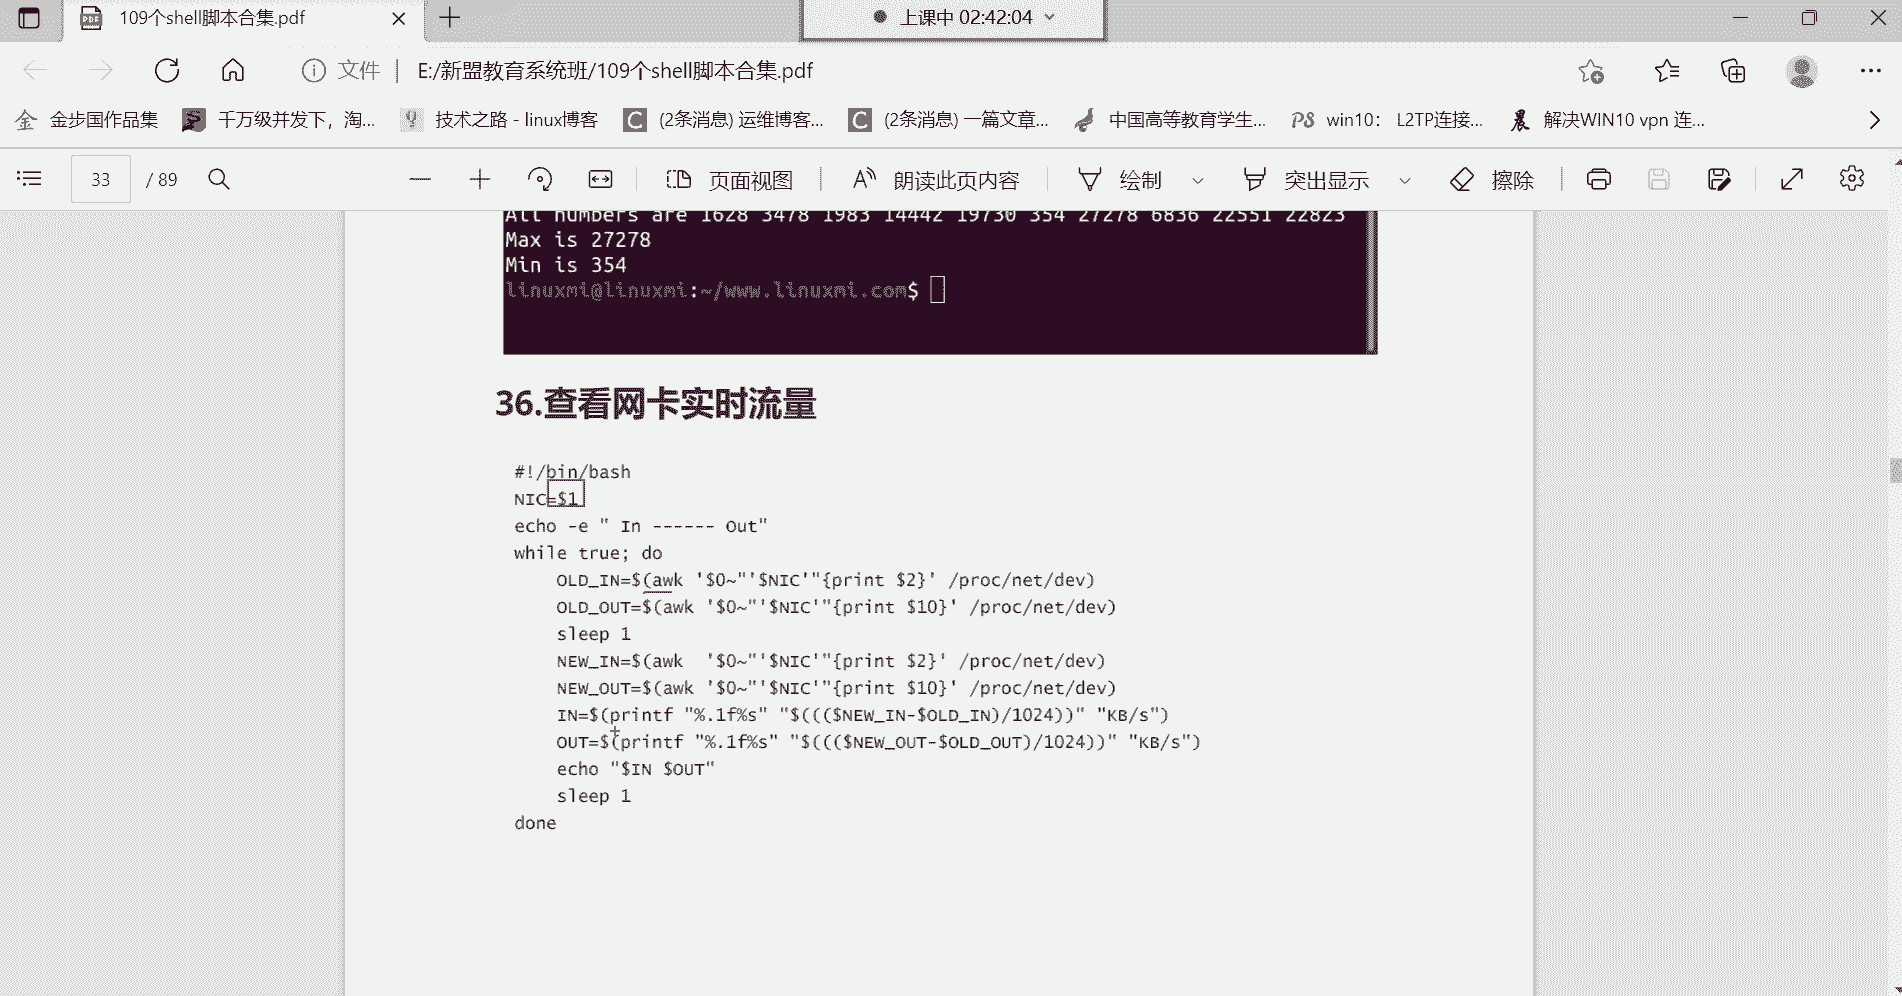 109个shell脚本合集.pdf
上课中 02:42:04
文件 | E:/新盟教育系统班/109个shell脚本合集.pdf
金步国作品集 千万级并发下，淘... 技术之路 - linux博客 (2条消息) 运维博客... (2条消息) 一篇文章... 中国高等教育学生... win10： L2TP连接... 解决WIN10 vpn 连...
33 / 89 页面视图 朗读此页内容 绘制 突出显示 擦除
All numbers are 1628 3478 1983 14442 19730 354 27278 6836 22551 22823
Max is 27278
Min is 354
linuxmi@linuxmi:~/www.linuxmi.com$
36.查看网卡实时流量
#!/bin/bash
NIC=$1
echo -e " In ------ Out"
while true; do
OLD_IN=$(awk '$0~"'$NIC'"{print $2}' /proc/net/dev)
OLD_OUT=$(awk '$0~"'$NIC'"{print $10}' /proc/net/dev)
sleep 1
NEW_IN=$(awk  '$0~"'$NIC'"{print $2}' /proc/net/dev)
NEW_OUT=$(awk '$0~"'$NIC'"{print $10}' /proc/net/dev)
IN=$(printf "%.1f%s" "$((($NEW_IN-$OLD_IN)/1024))" "KB/s")
OUT=$(printf "%.1f%s" "$((($NEW_OUT-$OLD_OUT)/1024))" "KB/s")
echo "$IN $OUT"
sleep 1
done